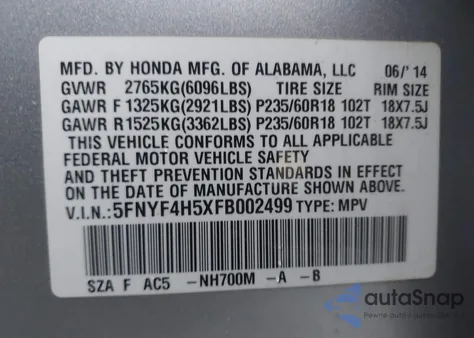 MFD. BY HONDA MFG. OF ALABAMA, LLC 06/' 14
GVWR 2765KG(6096LBS) TIRE SIZE RIM SIZE
GAWR F 1325KG(2921LBS) P235/60R18 102T 18X7.5J
GAWR R 1525KG(3362LBS) P235/60R18 102T 18X7.5J
THIS VEHICLE CONFORMS TO ALL APPLICABLE
FEDERAL MOTOR VEHICLE SAFETY
AND THEFT PREVENTION STANDARDS IN EFFECT
ON THE DATE OF MANUFACTURE SHOWN ABOVE.
V.I.N.:5FNYF4H5XFB002499 TYPE: MPV
SZA F AC5 -NH700M -A -B
autoSnap
Pewne auto z